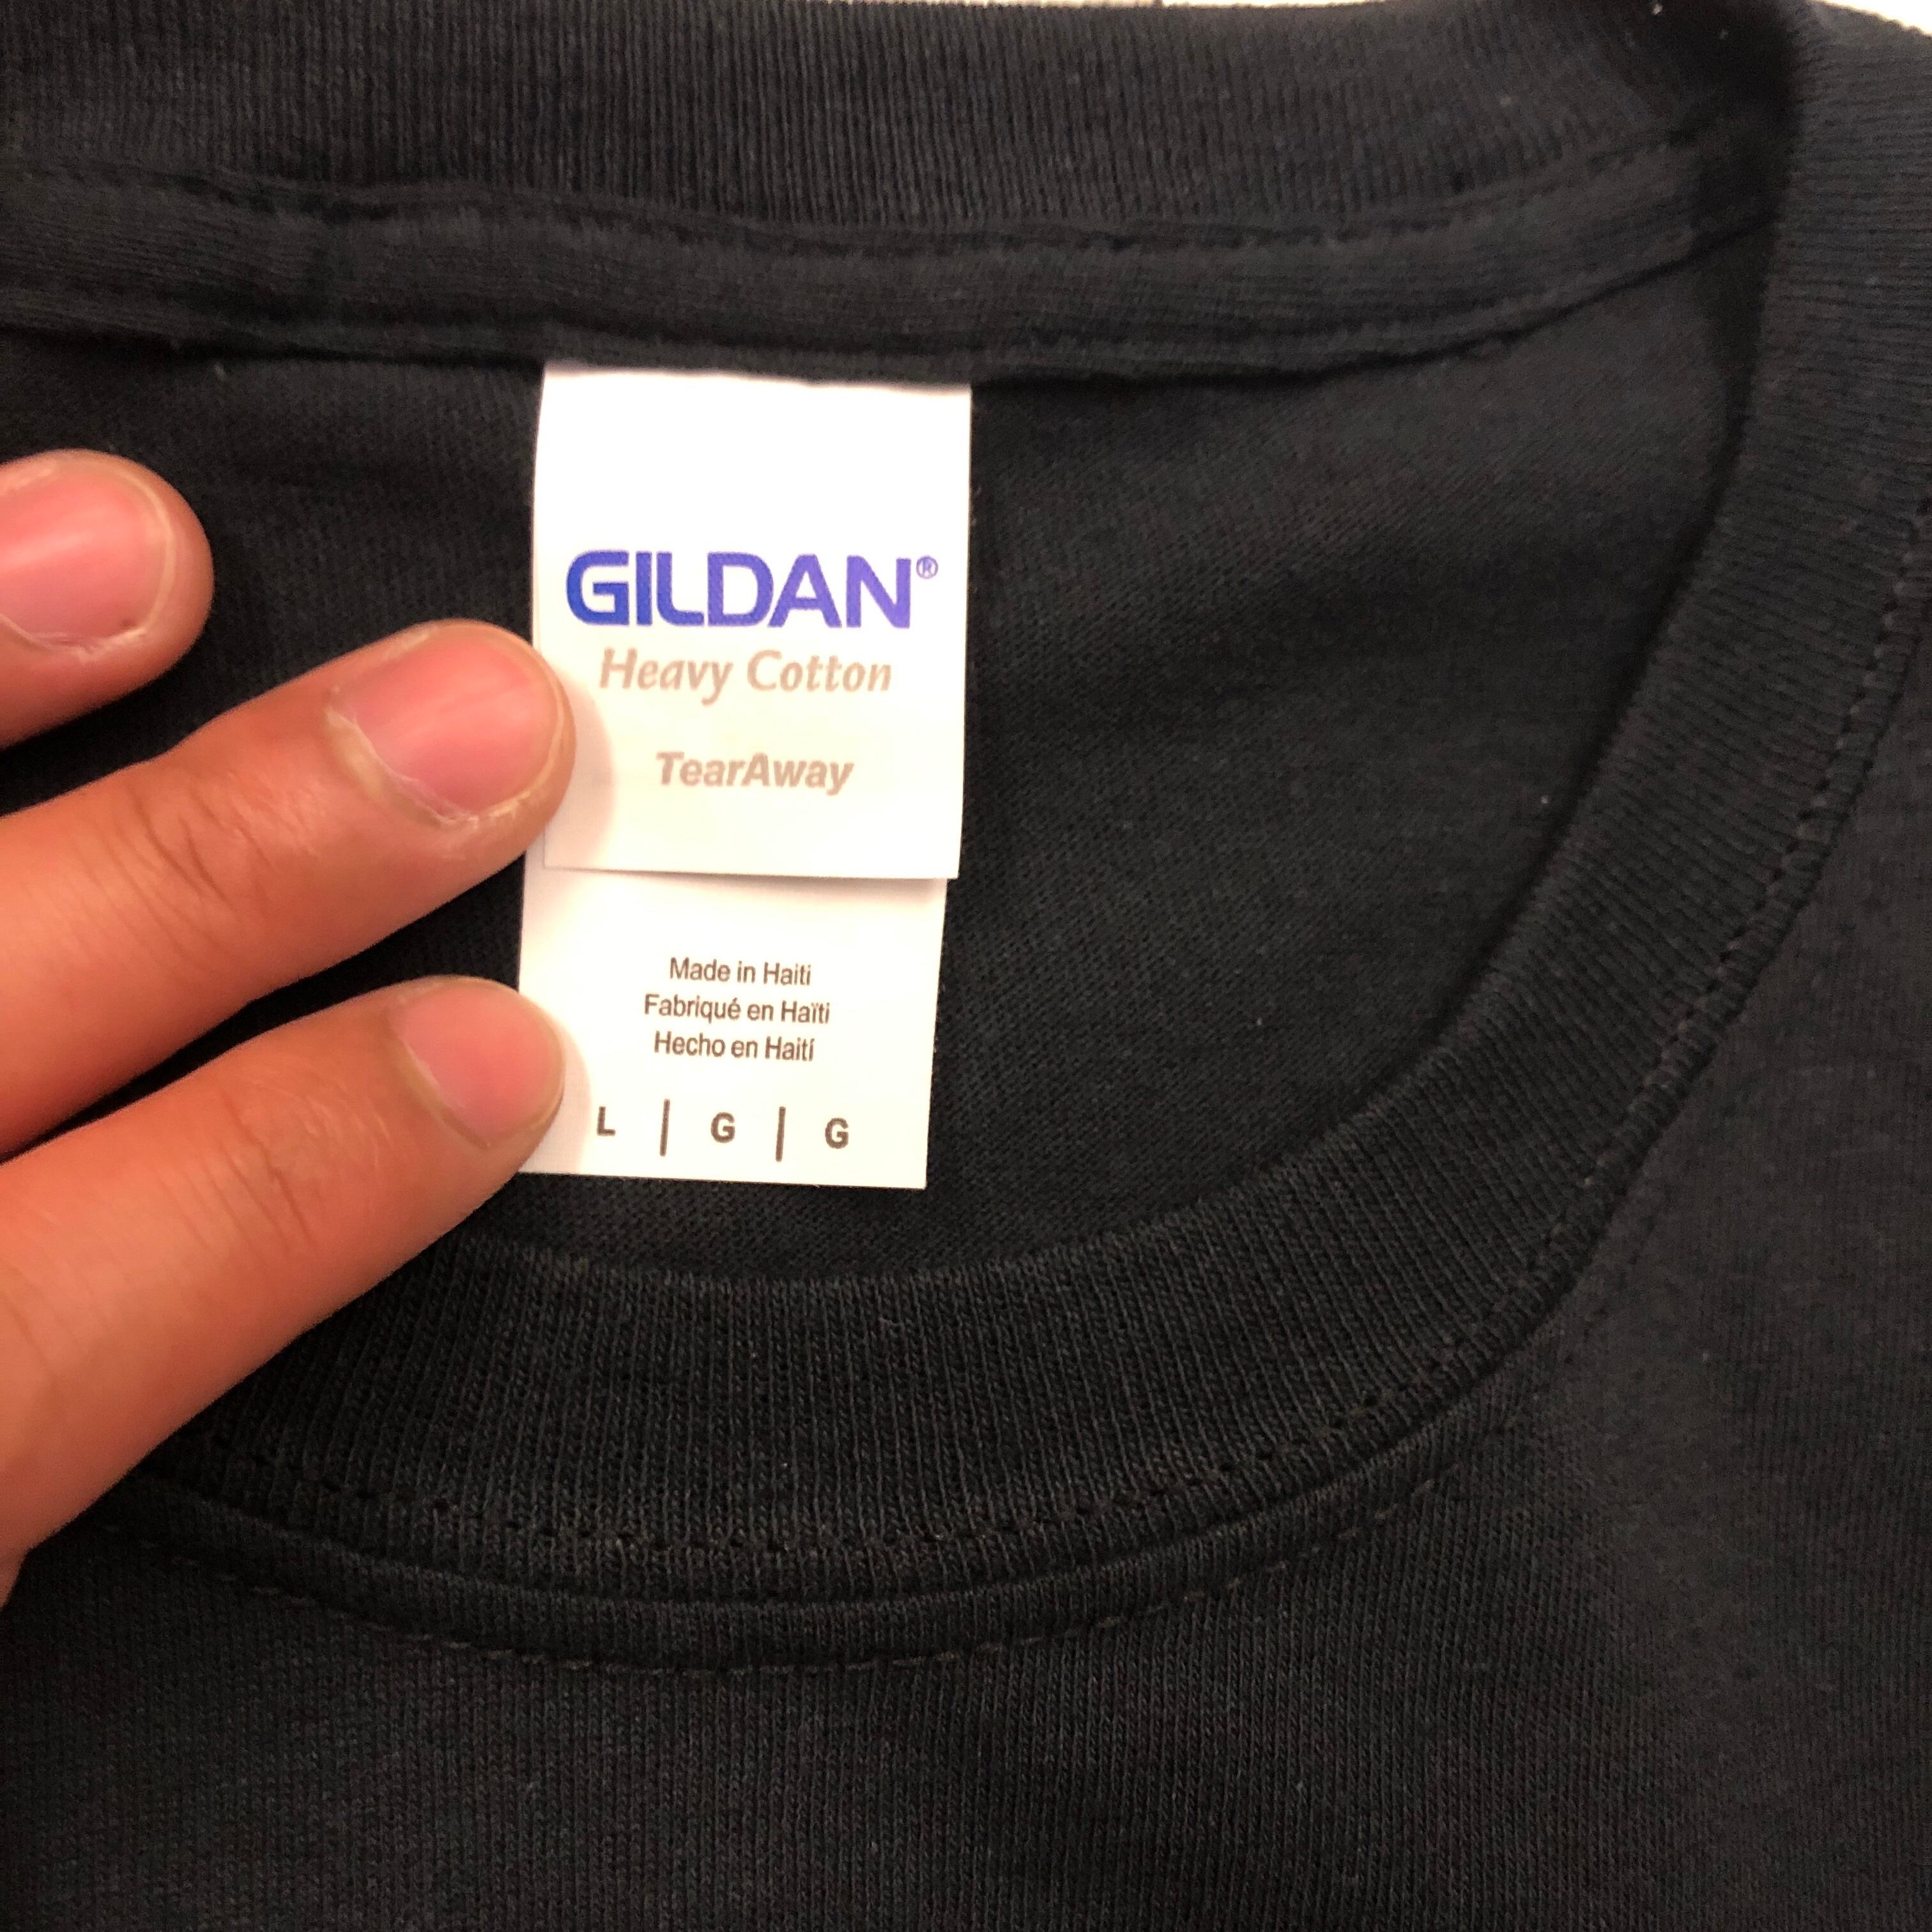 GILDAN®
Heavy Cotton
TearAway
Made in Haiti
Fabriqué en Haïti
Hecho en Haití
L | G | G